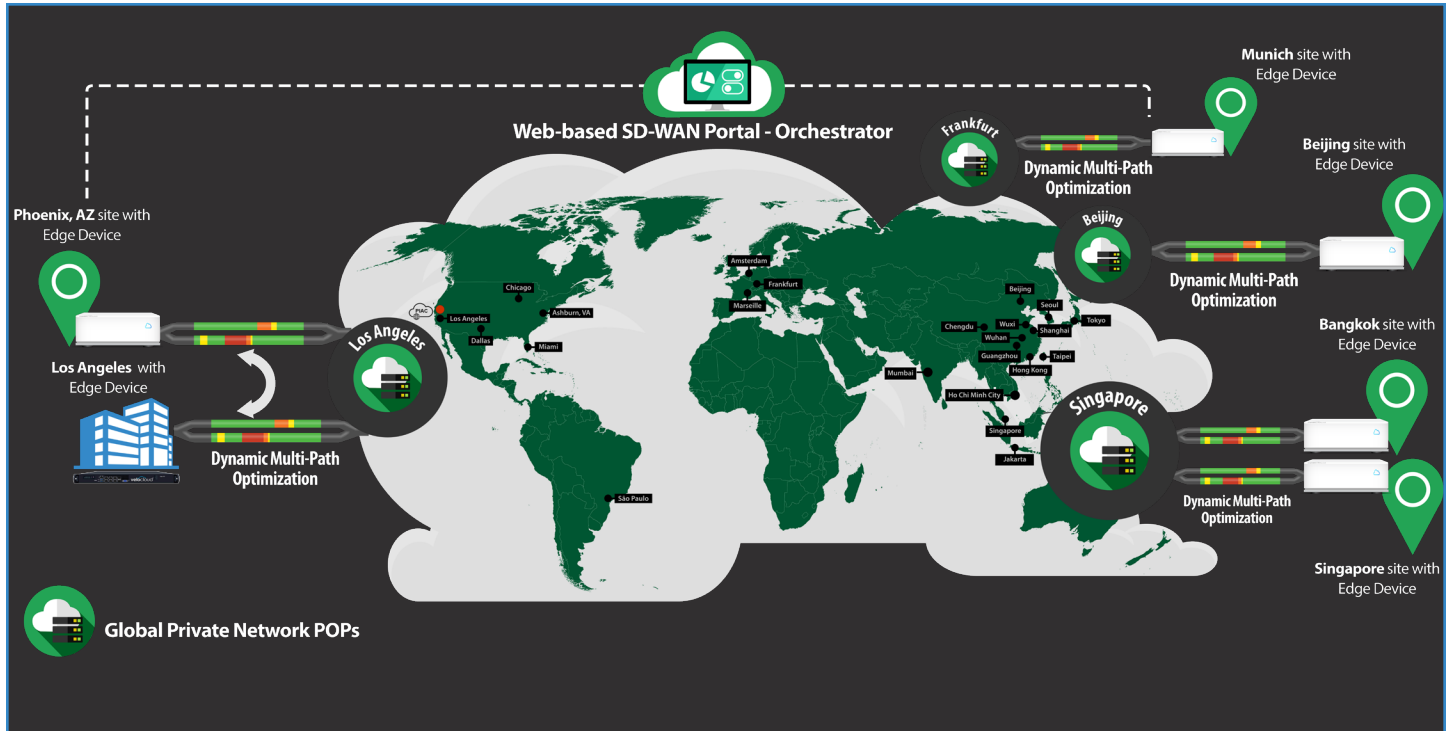 Munich site with
Edge Device
Web-based SD-WAN Portal - Orchestrator
Frankfurt
Dynamic Multi-Path
Optimization
Beijing site with
Edge Device
Phoenix, AZ site with
Edge Device
Beijing
Dynamic Multi-Path
Optimization
Amsterdam
Frankfurt
Marseille
Chicago
PIAC
Los Angeles
Ashburn, VA
Dallas
Miami
Beijing
Seoul
Tokyo
Chengdu
Wuxi
Shanghai
Wuhan
Guangzhou
Taipei
Hong Kong
Mumbai
Ho Chi Minh City
Singapore
Jakarta
São Paulo
Los Angeles
Bangkok site with
Edge Device
Los Angeles with
Edge Device
Dynamic Multi-Path
Optimization
velocloud
Singapore
Dynamic Multi-Path
Optimization
Singapore site with
Edge Device
Global Private Network POPs